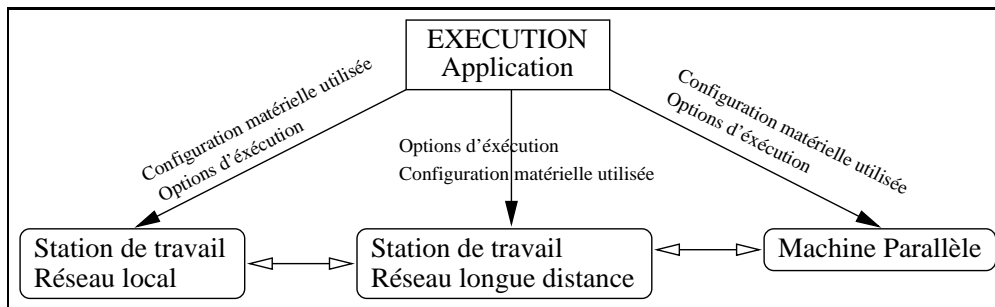 EXECUTION
Application
Configuration matérielle utilisée
Options d'éxécution
Options d'éxécution
Configuration matérielle utilisée
Configuration matérielle utilisée
Options d'éxécution
Station de travail
Réseau local
Station de travail
Réseau longue distance
Machine Parallèle